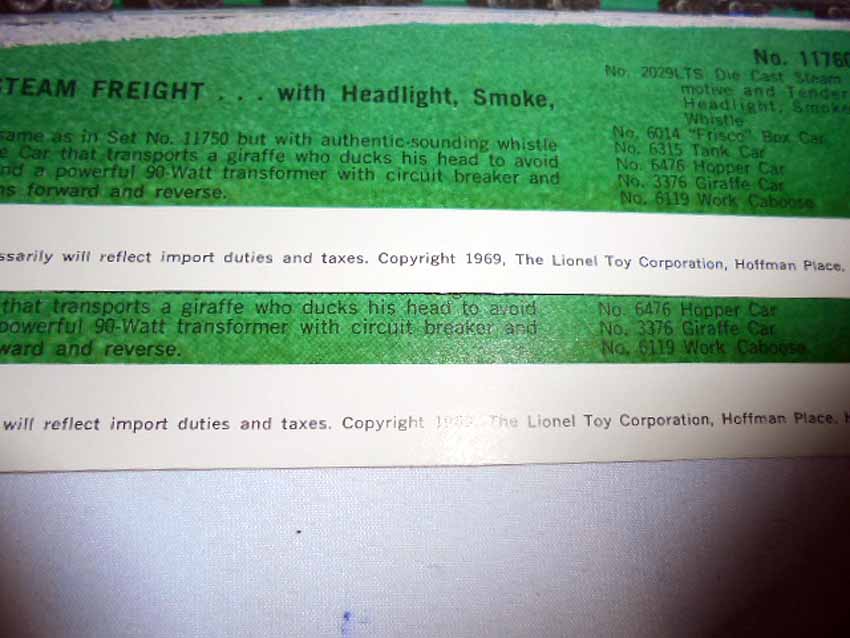 No. 11760
STEAM FREIGHT . . . with Headlight, Smoke,
No. 2029LTS Die Cast Steam
motive and Tender
Headlight, Smoke
Whistle
same as in Set No. 11750 but with authentic-sounding whistle
e Car that transports a giraffe who ducks his head to avoid
nd a powerful 90-Watt transformer with circuit breaker and
ns forward and reverse.
No. 6014 "Frisco" Box Car
No. 6315 Tank Car
No. 6476 Hopper Car
No. 3376 Giraffe Car
No. 6119 Work Caboose
ssarily will reflect import duties and taxes. Copyright 1969, The Lionel Toy Corporation, Hoffman Place,
that transports a giraffe who ducks his head to avoid
powerful 90-Watt transformer with circuit breaker and
ward and reverse.
No. 6476 Hopper Car
No. 3376 Giraffe Car
No. 6119 Work Caboose
will reflect import duties and taxes. Copyright The Lionel Toy Corporation, Hoffman Place, H